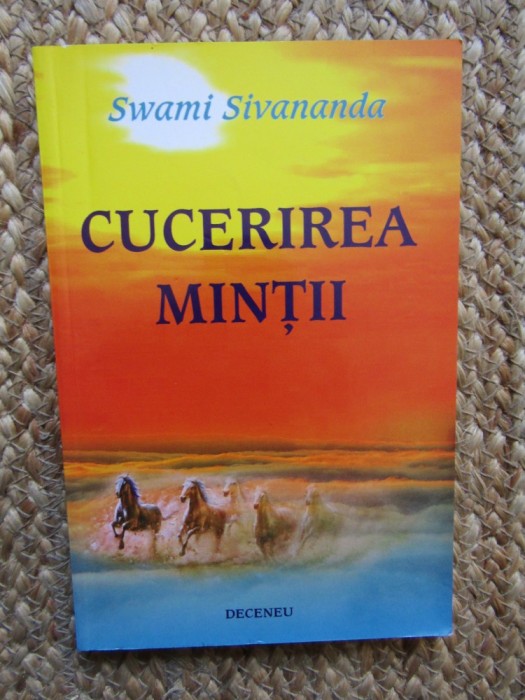 Swami Sivananda
CUCERIREA
MINȚII
DECENEU